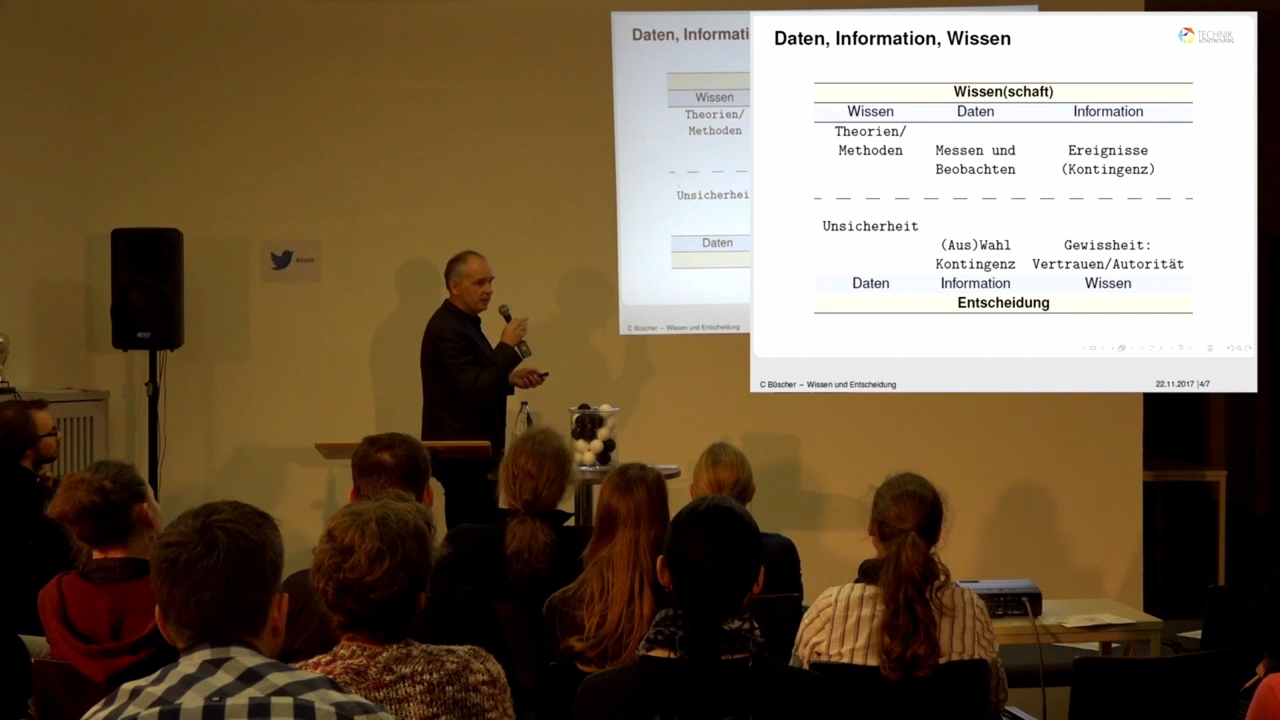 Daten, Informati
Wissen
Theorien/
Methoden
Unsicherhei
Daten
C Büscher – Wissen und Entscheidung
Daten, Information, Wissen
TECHNIK
KONTROVERS
Wissen(schaft)
Wissen Daten Information
Theorien/
Methoden Messen und Ereignisse
Beobachten (Kontingenz)
Unsicherheit
(Aus)Wahl Gewissheit:
Kontingenz Vertrauen/Autorität
Daten Information Wissen
Entscheidung
C Büscher – Wissen und Entscheidung 22.11.2017 | 4/7